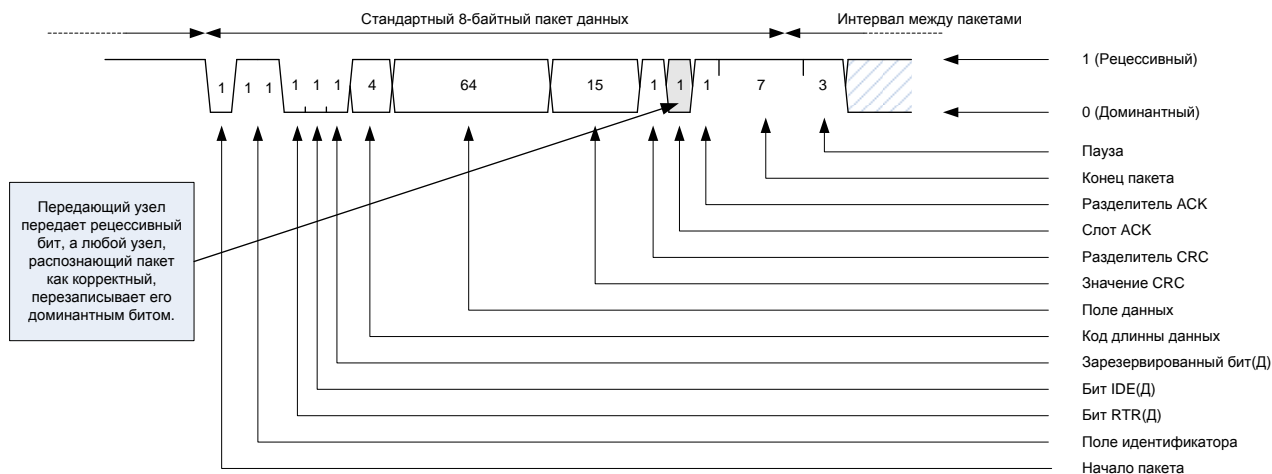 Стандартный 8-байтный пакет данных
Интервал между пакетами
1 1 1 1 1 1 4 64 15 1 1 1 7 3
1 (Рецессивный)
0 (Доминантный)
Пауза
Конец пакета
Разделитель ACK
Слот ACK
Разделитель CRC
Значение CRC
Поле данных
Код длинны данных
Зарезервированный бит(Д)
Бит IDE(Д)
Бит RTR(Д)
Поле идентификатора
Начало пакета
Передающий узел
передает рецессивный
бит, а любой узел,
распознающий пакет
как корректный,
перезаписывает его
доминантным битом.